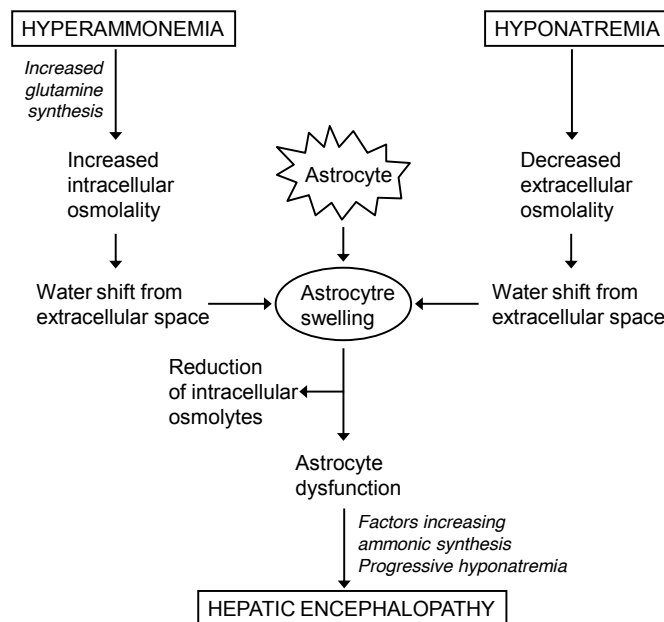 HYPERAMMONEMIA
HYPONATREMIA
Increased
glutamine
synthesis
Increased
intracellular
osmolality
Astrocyte
Decreased
extracellular
osmolality
Water shift from
extracellular space
Astrocytre
swelling
Water shift from
extracellular space
Reduction
of intracellular
osmolytes
Astrocyte
dysfunction
Factors increasing
ammonic synthesis
Progressive hyponatremia
HEPATIC ENCEPHALOPATHY